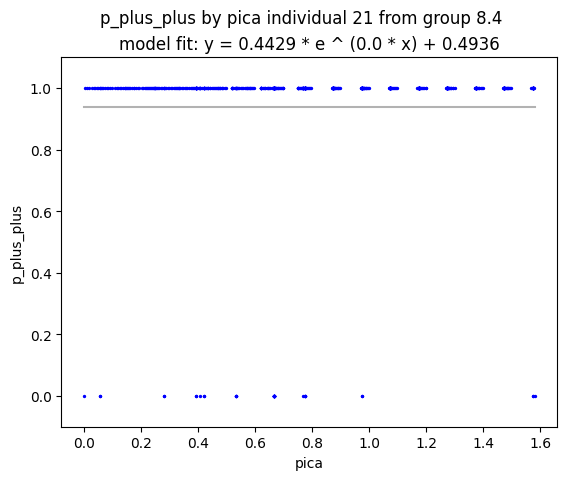 p_plus_plus by pica individual 21 from group 8.4
model fit: y = 0.4429 * e ^ (0.0 * x) + 0.4936
1.0
0.8
0.6
0.4
0.2
0.0
p_plus_plus
0.0 0.2 0.4 0.6 0.8 1.0 1.2 1.4 1.6
pica